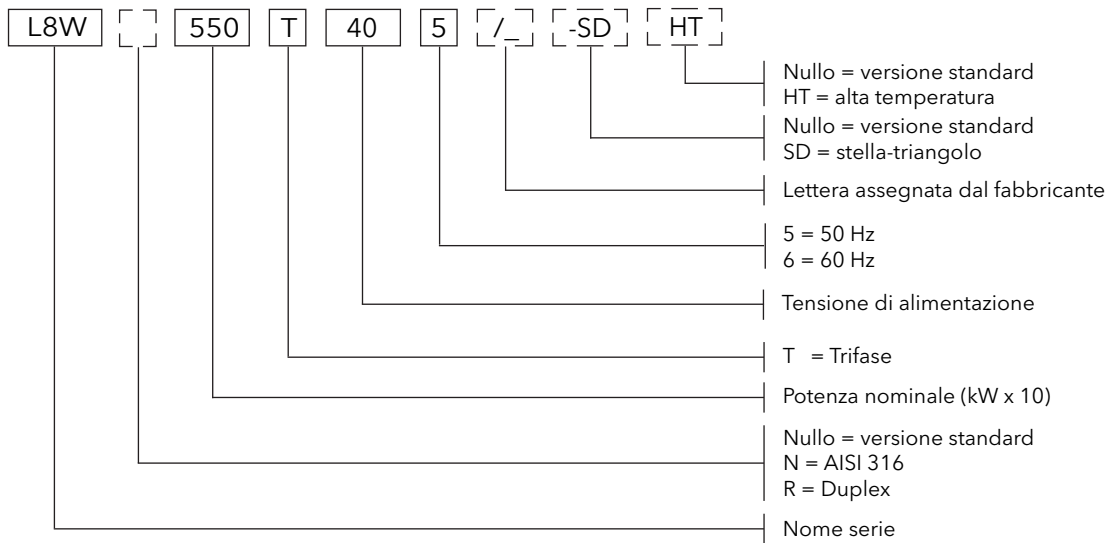 L8W 550 T 40 5 /_ -SD HT
Nullo = versione standard
HT = alta temperatura
Nullo = versione standard
SD = stella-triangolo
Lettera assegnata dal fabbricante
5 = 50 Hz
6 = 60 Hz
Tensione di alimentazione
T = Trifase
Potenza nominale (kW x 10)
Nullo = versione standard
N = AISI 316
R = Duplex
Nome serie